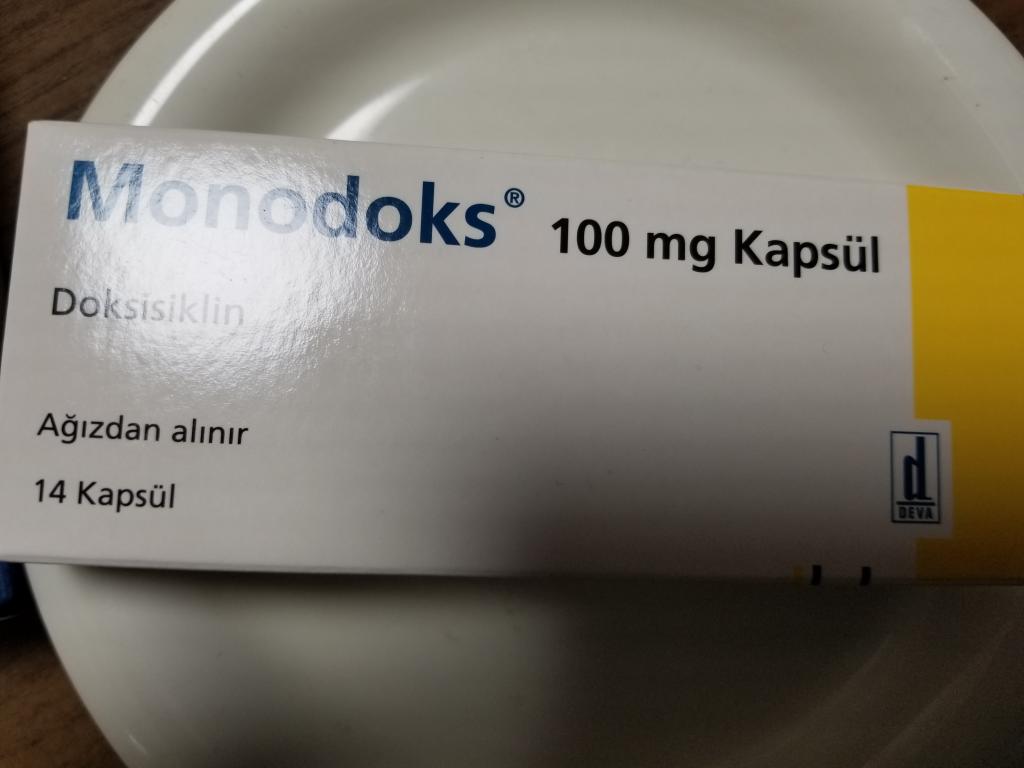 Monodoks® 100 mg Kapsül
Doksisiklin
Ağızdan alınır
14 Kapsül
d
DEVA